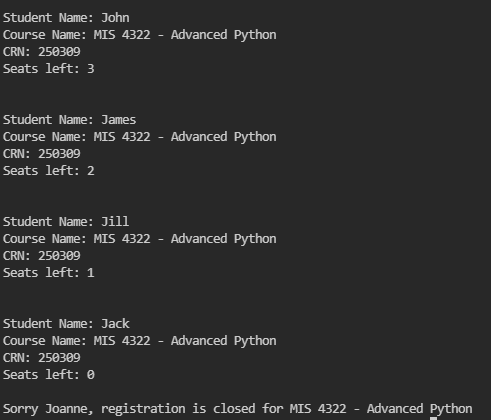 Student Name: John
Course Name: MIS 4322 - Advanced Python
CRN: 250309
Seats left: 3
Student Name: James
Course Name: MIS 4322 - Advanced Python
CRN: 250309
Seats left: 2
Student Name: Jill
Course Name: MIS 4322 - Advanced Python
CRN: 250309
Seats left: 1
Student Name: Jack
Course Name: MIS 4322 - Advanced Python
CRN: 250309
Seats left: 0
Sorry Joanne, registration is closed for MIS 4322 - Advanced Python